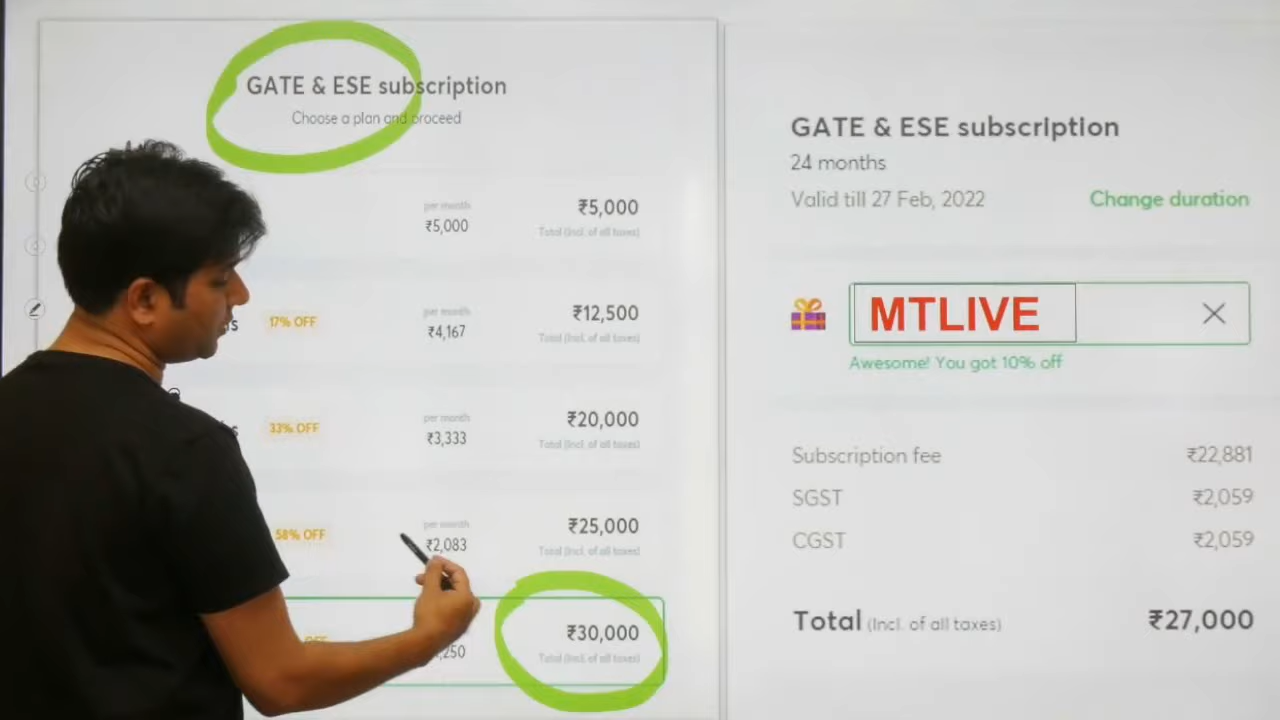 GATE & ESE subscription
Choose a plan and proceed
per month
₹5,000
₹5,000
Total (Incl. of all taxes)
17% OFF
per month
₹4,167
₹12,500
Total (Incl. of all taxes)
33% OFF
per month
₹3,333
₹20,000
Total (Incl. of all taxes)
58% OFF
per month
₹2,083
₹25,000
Total (Incl. of all taxes)
OFF
,250
₹30,000
Total (Incl. of all taxes)
GATE & ESE subscription
24 months
Valid till 27 Feb, 2022
Change duration
MTLIVE
Awesome! You got 10% off
Subscription fee ₹22,881
SGST ₹2,059
CGST ₹2,059
Total (Incl. of all taxes) ₹27,000